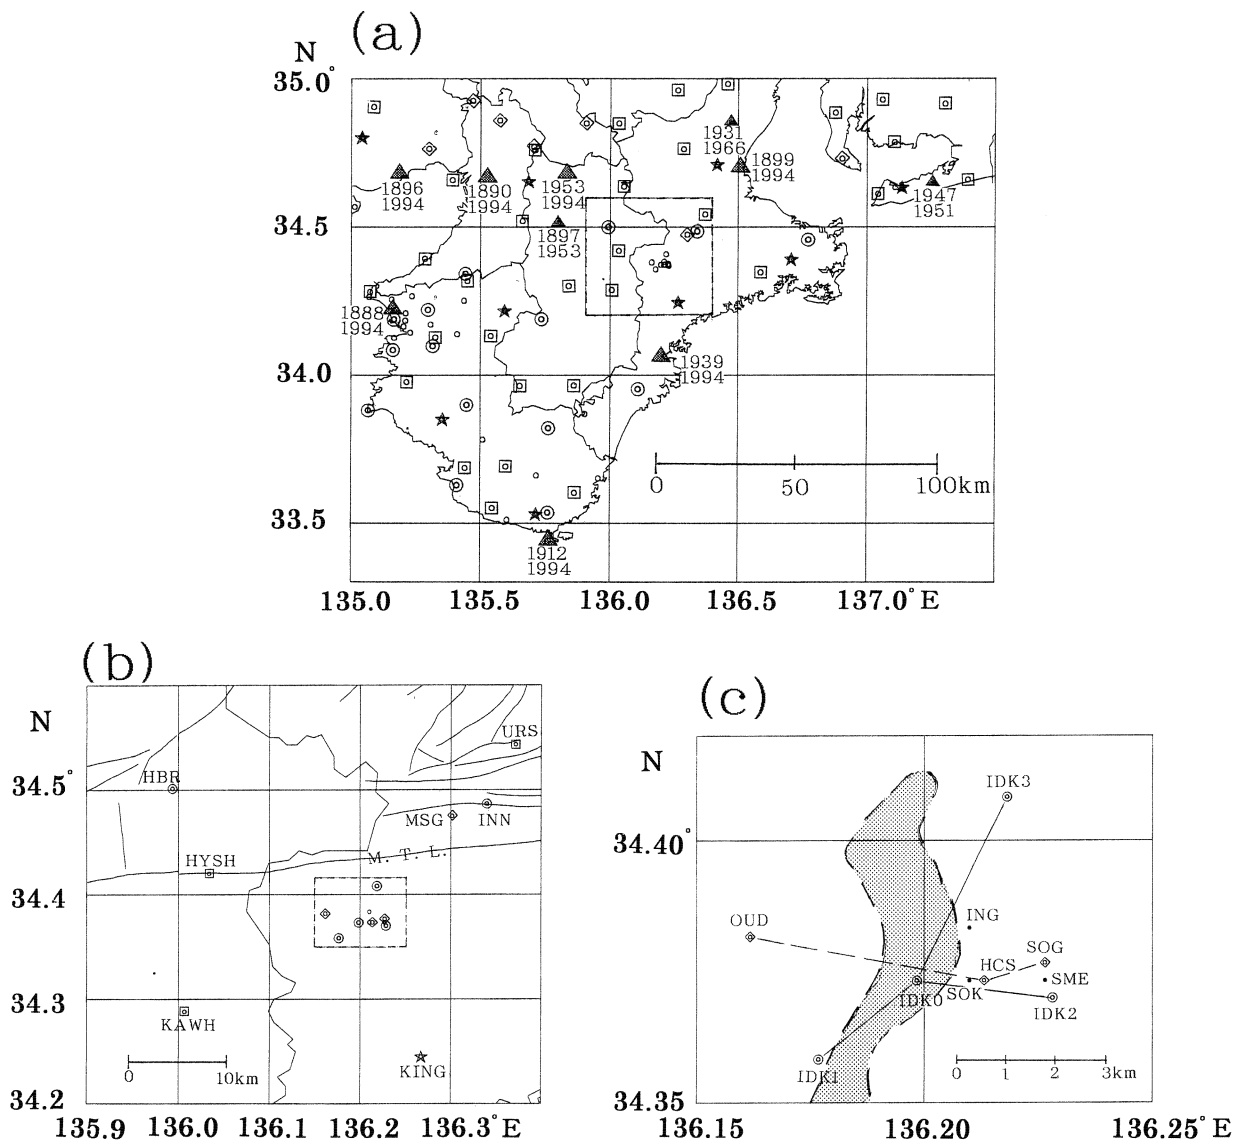 (a)
N
35.0°
34.5
34.0
33.5
135.0 135.5 136.0 136.5 137.0° E
1931
1966
1899
1994
1896
1994
1890
1994
1953
1994
1947
1951
1897
1953
1888
1994
1939
1994
1912
1994
0 50 100km
(b)
N
34.5°
34.4
34.3
34.2
135.9 136.0 136.1 136.2 136.3° E
URS
HBR
MSG
INN
M. T. L.
HYSH
KAWH
KING
0 10km
(c)
N
34.40°
34.35
136.15 136.20 136.25° E
IDK3
OUD
ING
SOG
HCS
SME
SOK
IDK0
IDK2
IDK1
0 1 2 3km